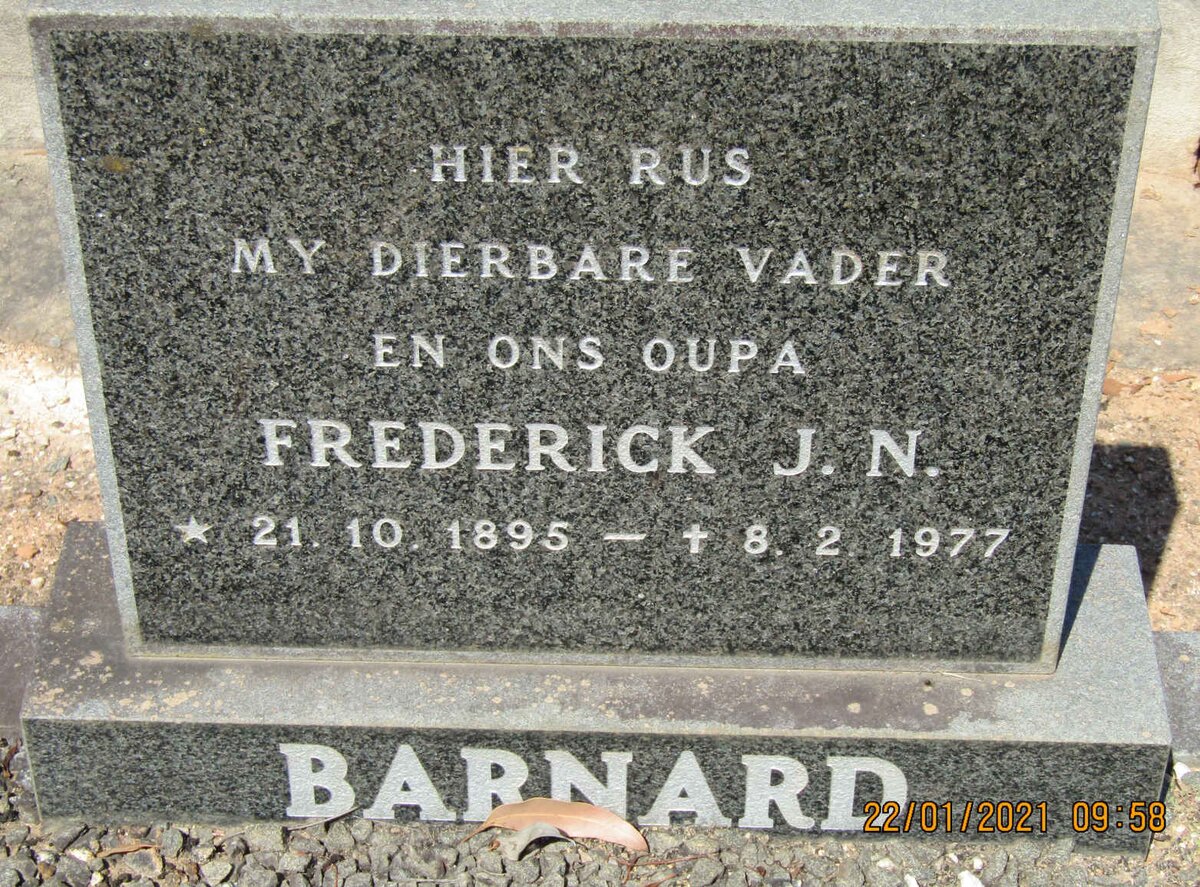 HIER RUS
MY DIERBARE VADER
EN ONS OUPA
FREDERICK J. N.
★ 21. 10. 1895 — ✝ 8. 2. 1977
BARNARD
22/01/2021 09:58